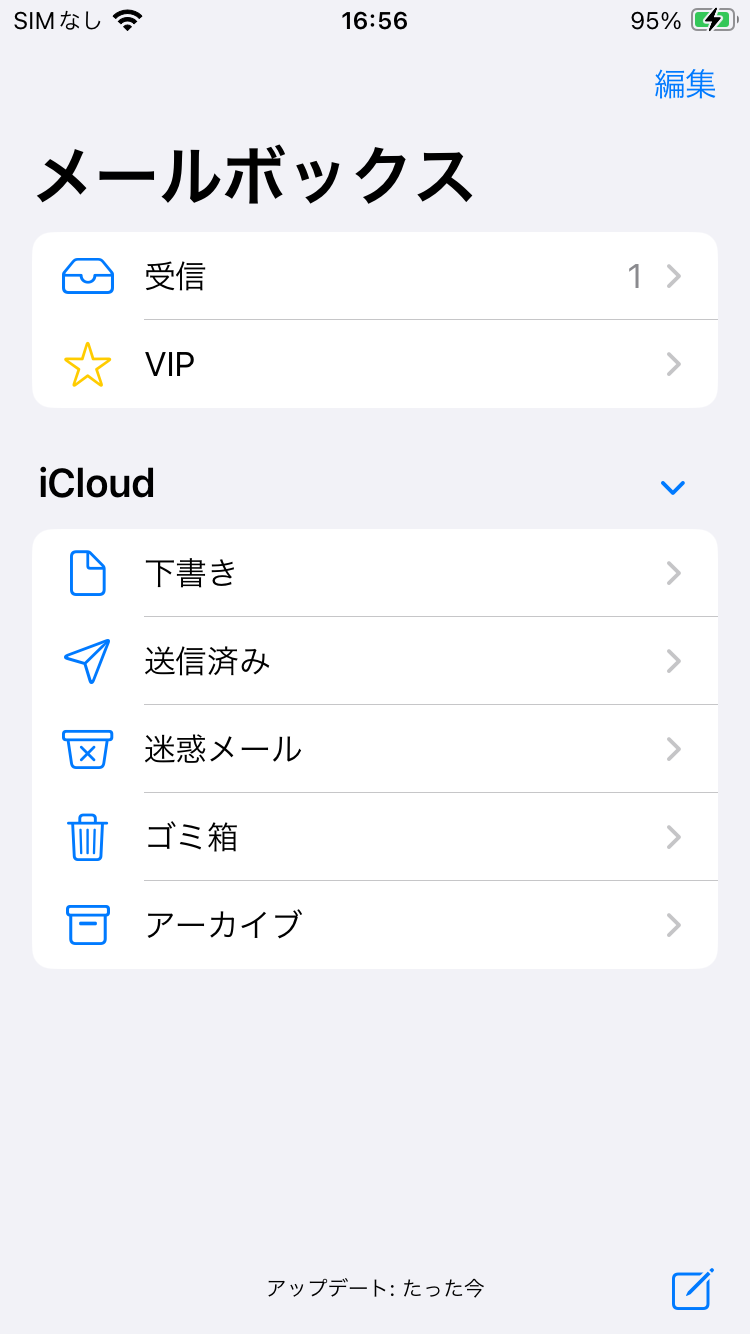 SIMなし 16:56 95%
編集
メールボックス
受信 1
VIP
iCloud
下書き
送信済み
迷惑メール
ゴミ箱
アーカイブ
アップデート: たった今